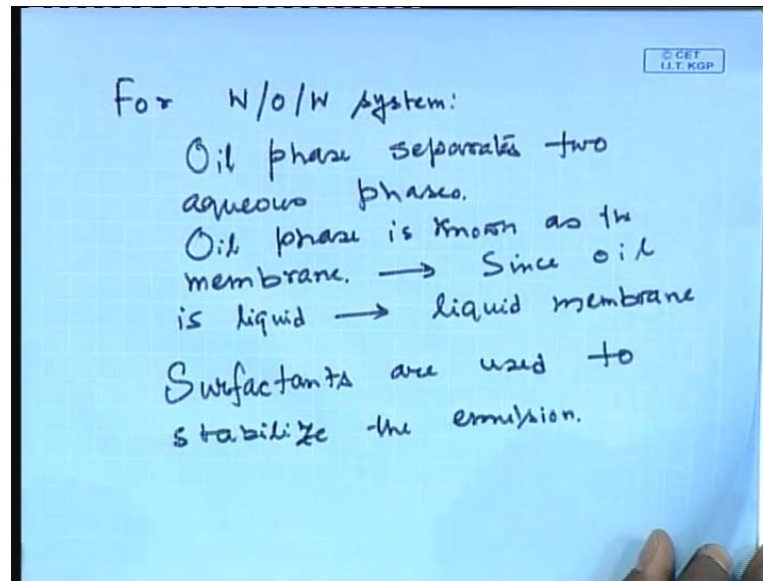 © CET
I.I.T. KGP
For W/O/W system:
Oil phase separates two
aqueous phases.
Oil phase is known as the
membrane. → Since oil
is liquid → liquid membrane
Surfactants are used to
stabilize the emulsion.